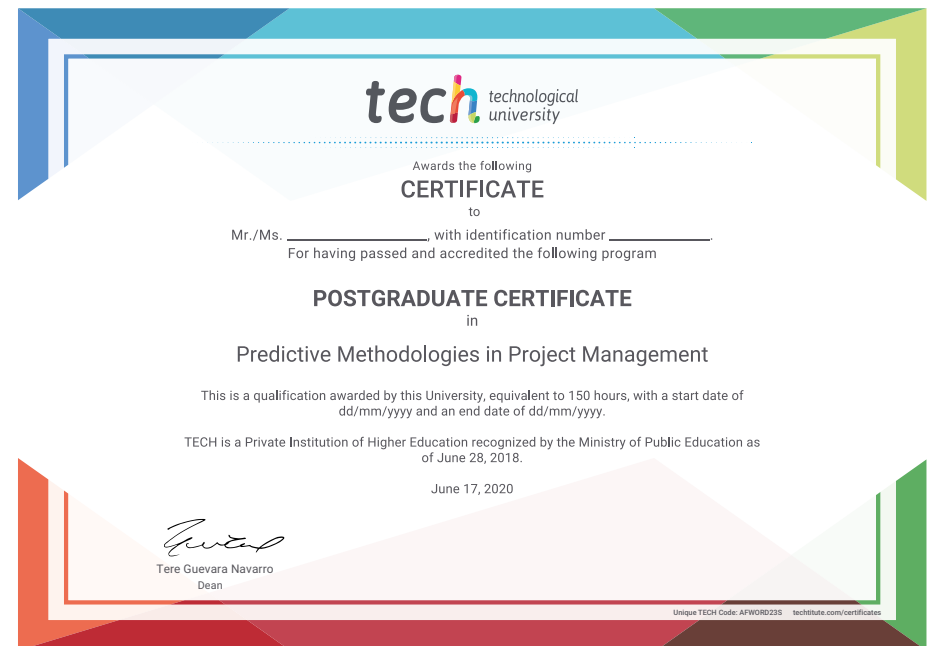 tech technological
university
Awards the following
CERTIFICATE
to
Mr./Ms. ____________________, with identification number ______________.
For having passed and accredited the following program
POSTGRADUATE CERTIFICATE
in
Predictive Methodologies in Project Management
This is a qualification awarded by this University, equivalent to 150 hours, with a start date of
dd/mm/yyyy and an end date of dd/mm/yyyy.
TECH is a Private Institution of Higher Education recognized by the Ministry of Public Education as
of June 28, 2018.
June 17, 2020
Tere Guevara Navarro
Dean
Unique TECH Code: AFWORD23S techtitute.com/certificates